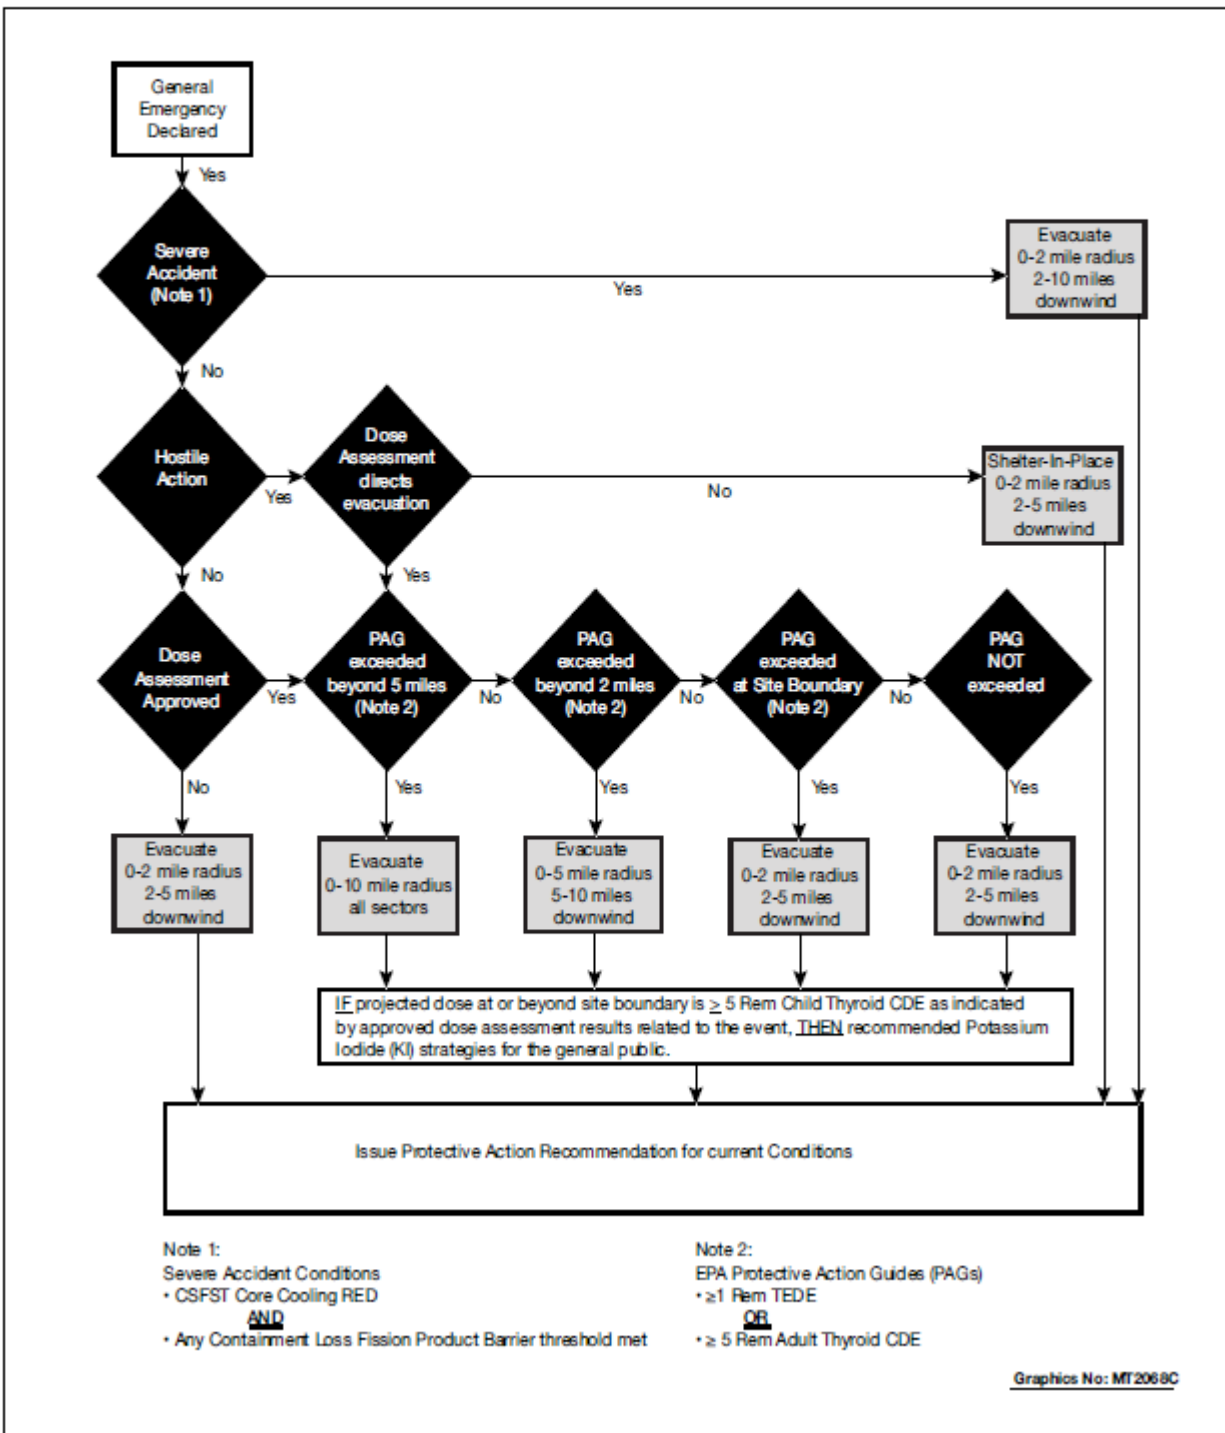 General
Emergency
Declared
Yes
Severe
Accident
(Note 1)
Yes
Evacuate
0-2 mile radius
2-10 miles
downwind
No
Hostile
Action
Yes
Dose
Assessment
directs
evacuation
No
Shelter-In-Place
0-2 mile radius
2-5 miles
downwind
No
Yes
Dose
Assessment
Approved
Yes
PAG
exceeded
beyond 5 miles
(Note 2)
No
PAG
exceeded
beyond 2 miles
(Note 2)
No
PAG
exceeded
at Site Boundary
(Note 2)
No
PAG
NOT
exceeded
No
Yes
Yes
Yes
Yes
Evacuate
0-2 mile radius
2-5 miles
downwind
Evacuate
0-10 mile radius
all sectors
Evacuate
0-5 mile radius
5-10 miles
downwind
Evacuate
0-2 mile radius
2-5 miles
downwind
Evacuate
0-2 mile radius
2-5 miles
downwind
IF projected dose at or beyond site boundary is ≥ 5 Rem Child Thyroid CDE as indicated
by approved dose assessment results related to the event, THEN recommended Potassium
Iodide (KI) strategies for the general public.
Issue Protective Action Recommendation for current Conditions
Note 1:
Severe Accident Conditions
• CSFST Core Cooling RED
AND
• Any Containment Loss Fission Product Barrier threshold met
Note 2:
EPA Protective Action Guides (PAGs)
• ≥1 Rem TEDE
OR
• ≥ 5 Rem Adult Thyroid CDE
Graphics No: MT2068C